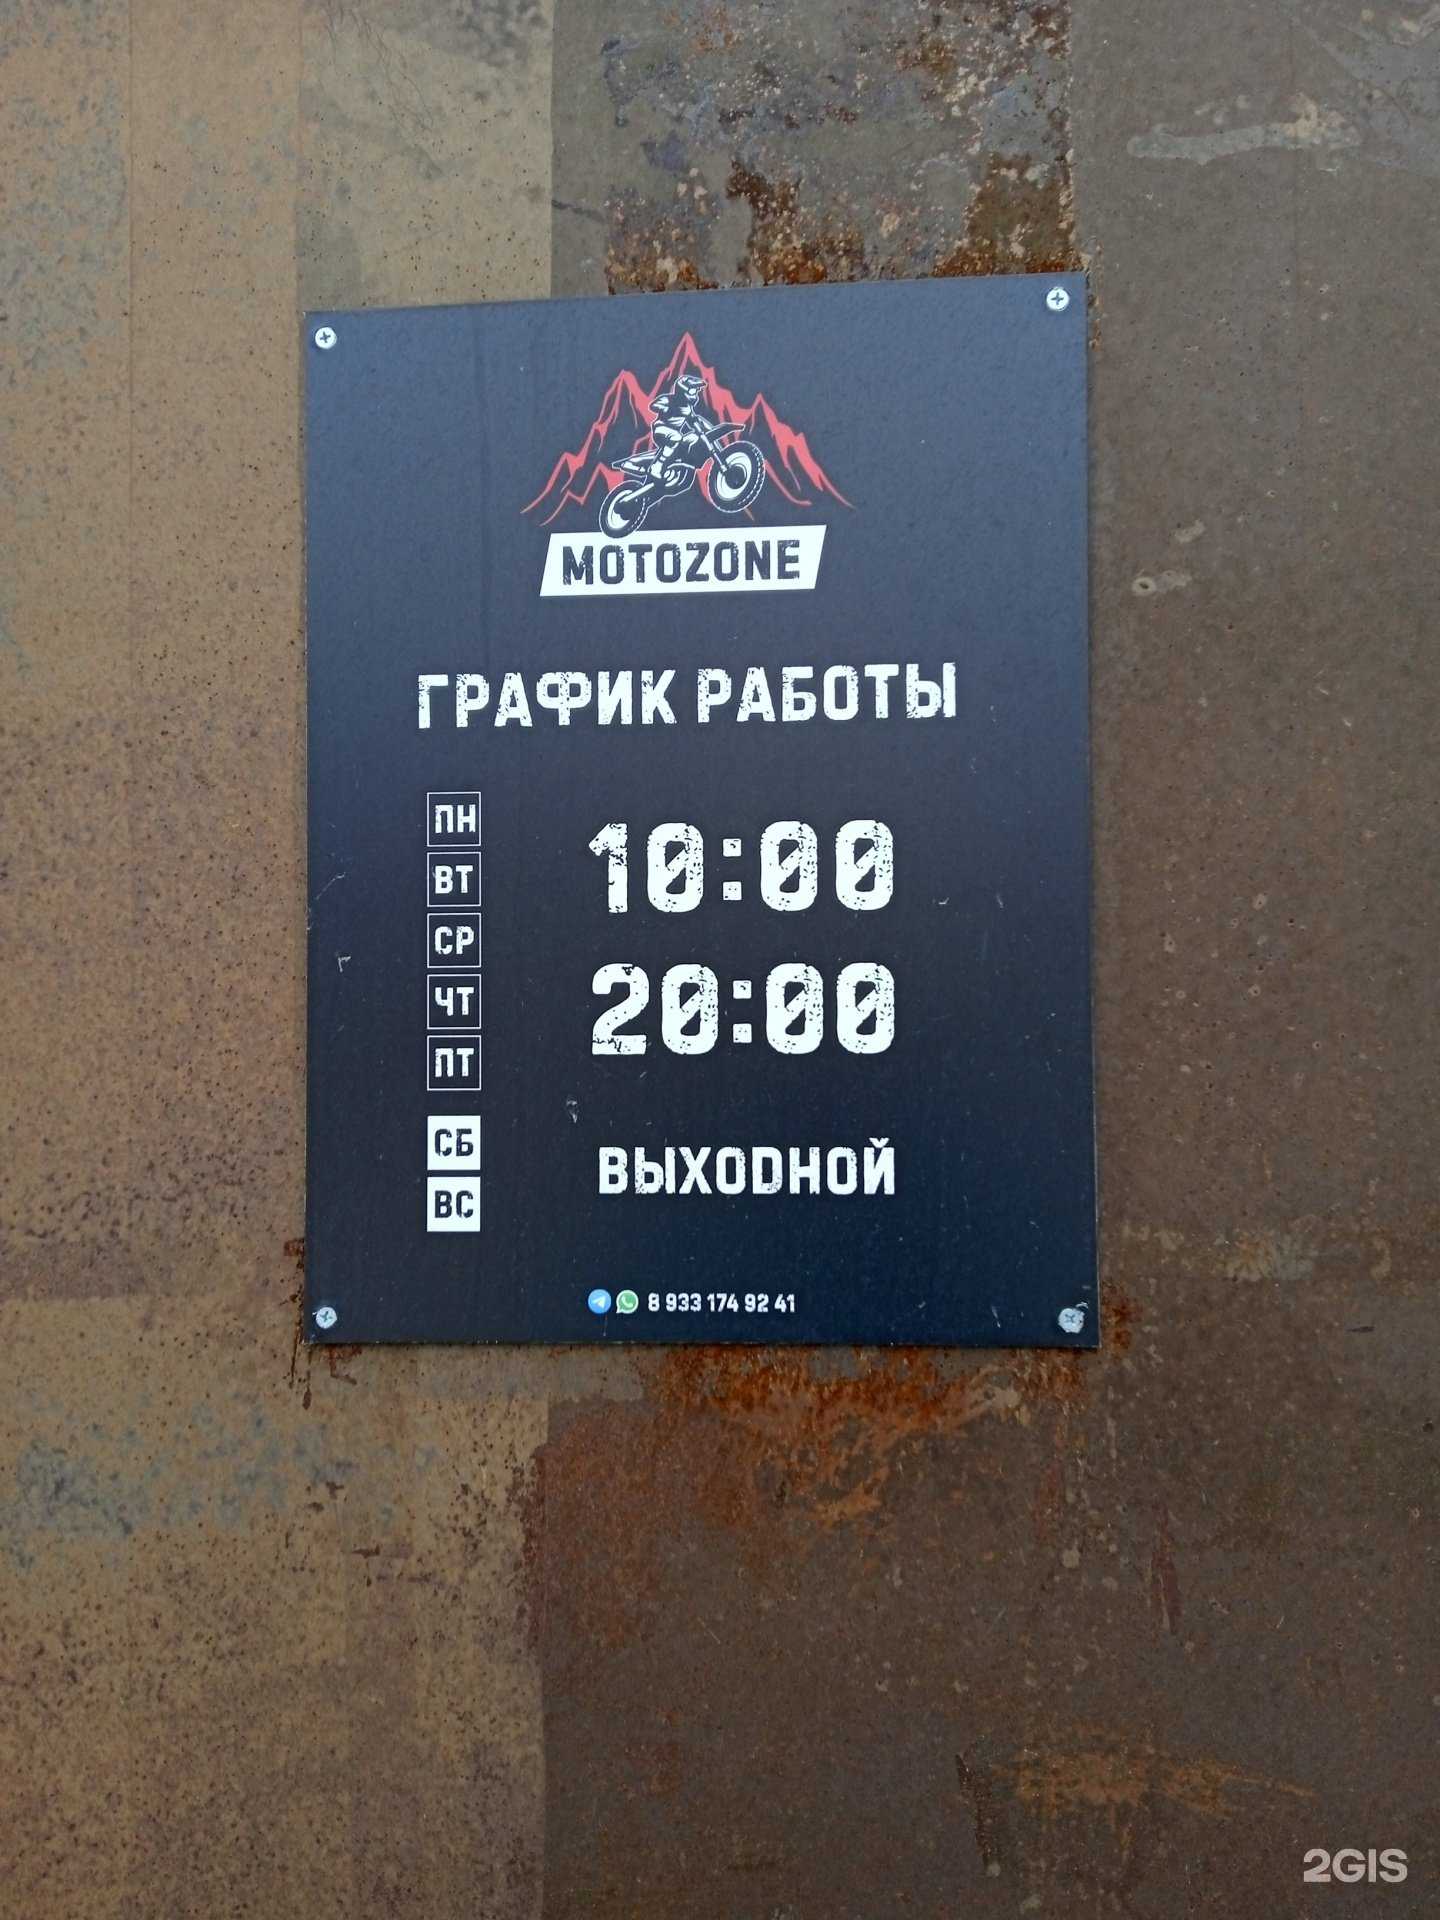 MOTOZONE
ГРАФИК РАБОТЫ
ПН
ВТ
СР
ЧТ
ПТ
10:00
20:00
СБ
ВС
ВЫХОДНОЙ
8 933 174 92 41
2GIS